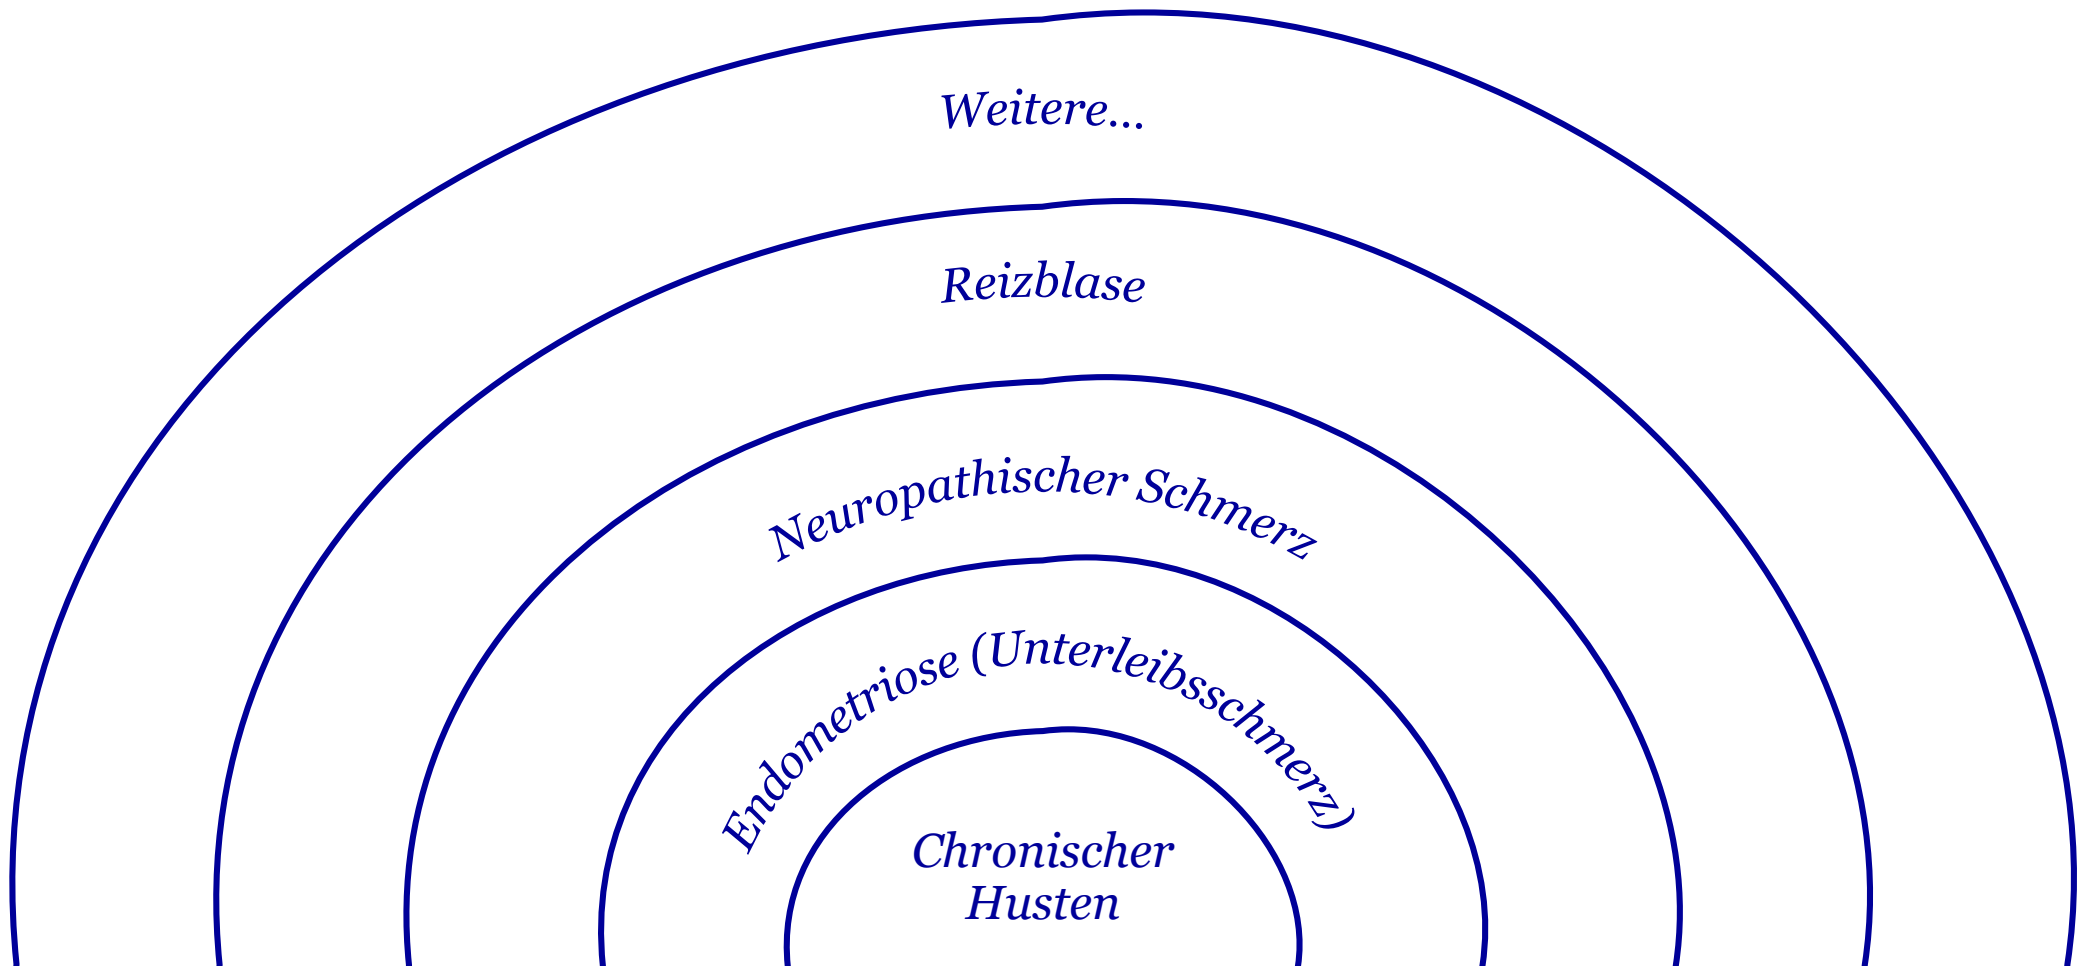 Weitere...
Reizblase
Neuropathischer Schmerz
Endometriose (Unterleibsschmerz)
Chronischer
Husten